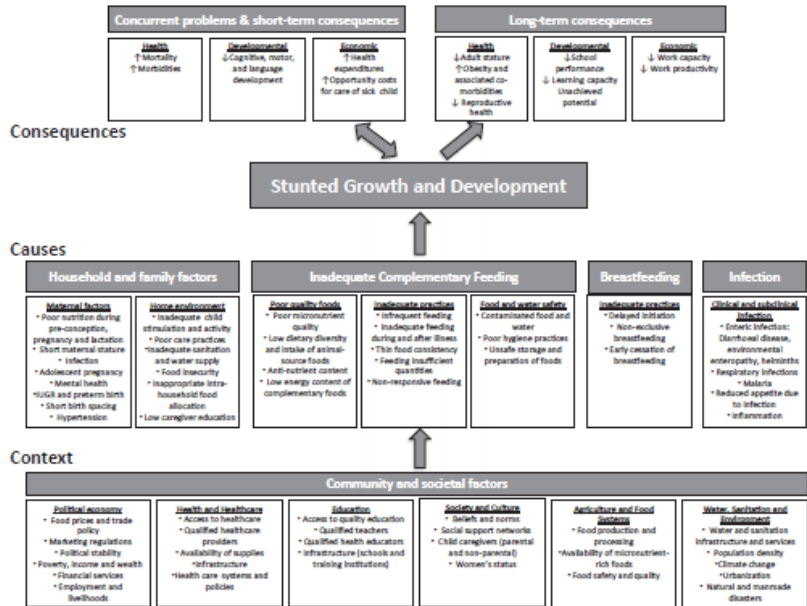 Concurrent problems & short-term consequences
Long-term consequences
Health
↑Mortality
↑Morbidities
Developmental
↓Cognitive, motor,
and language
development
Economic
↑Health
expenditures
↑Opportunity costs
for care of sick child
Health
↓Adult stature
↑Obesity and
associated co-
morbidities
↓ Reproductive
health
Developmental
↓School
performance
↓ Learning capacity
Unachieved
potential
Economic
↓ Work capacity
↓ Work productivity
Consequences
Stunted Growth and Development
Causes
Household and family factors
Inadequate Complementary Feeding
Breastfeeding
Infection
Maternal factors
• Poor nutrition during
pre-conception,
pregnancy and lactation
• Short maternal stature
• Infection
• Adolescent pregnancy
• Mental health
•IUGR and preterm birth
• Short birth spacing
• Hypertension
Home environment
• Inadequate child
stimulation and activity
• Poor care practices
•Inadequate sanitation
and water supply
• Food insecurity
• Inappropriate intra-
household food
allocation
• Low caregiver education
Poor quality foods
• Poor micronutrient
quality
• Low dietary diversity
and intake of animal-
source foods
• Anti-nutrient content
• Low energy content of
complementary foods
Inadequate practices
• Infrequent feeding
• Inadequate feeding
during and after illness
• Thin food consistency
• Feeding insufficient
quantities
• Non-responsive feeding
Food and water safety
• Contaminated food and
water
• Poor hygiene practices
• Unsafe storage and
preparation of foods
Inadequate practices
• Delayed initiation
• Non-exclusive
breastfeeding
• Early cessation of
breastfeeding
Clinical and subclinical
infection
• Enteric infection:
Diarrhoeal disease,
environmental
enteropathy, helminths
• Respiratory infections
• Malaria
• Reduced appetite due
to infection
• Inflammation
Context
Community and societal factors
Political economy
• Food prices and trade
policy
• Marketing regulations
• Political stability
• Poverty, income and wealth
• Financial services
• Employment and
livelihoods
Health and Healthcare
• Access to healthcare
• Qualified healthcare
providers
• Availability of supplies
•Infrastructure
• Health care systems and
policies
Education
• Access to quality education
• Qualified teachers
• Qualified health educators
• Infrastructure (schools and
training institutions)
Society and Culture
• Beliefs and norms
• Social support networks
• Child caregivers (parental
and non-parental)
• Women's status
Agriculture and Food
Systems
• Food production and
processing
•Availability of micronutrient-
rich foods
• Food safety and quality
Water, Sanitation and
Environment
• Water and sanitation
infrastructure and services
• Population density
•Climate change
•Urbanization
• Natural and manmade
disasters